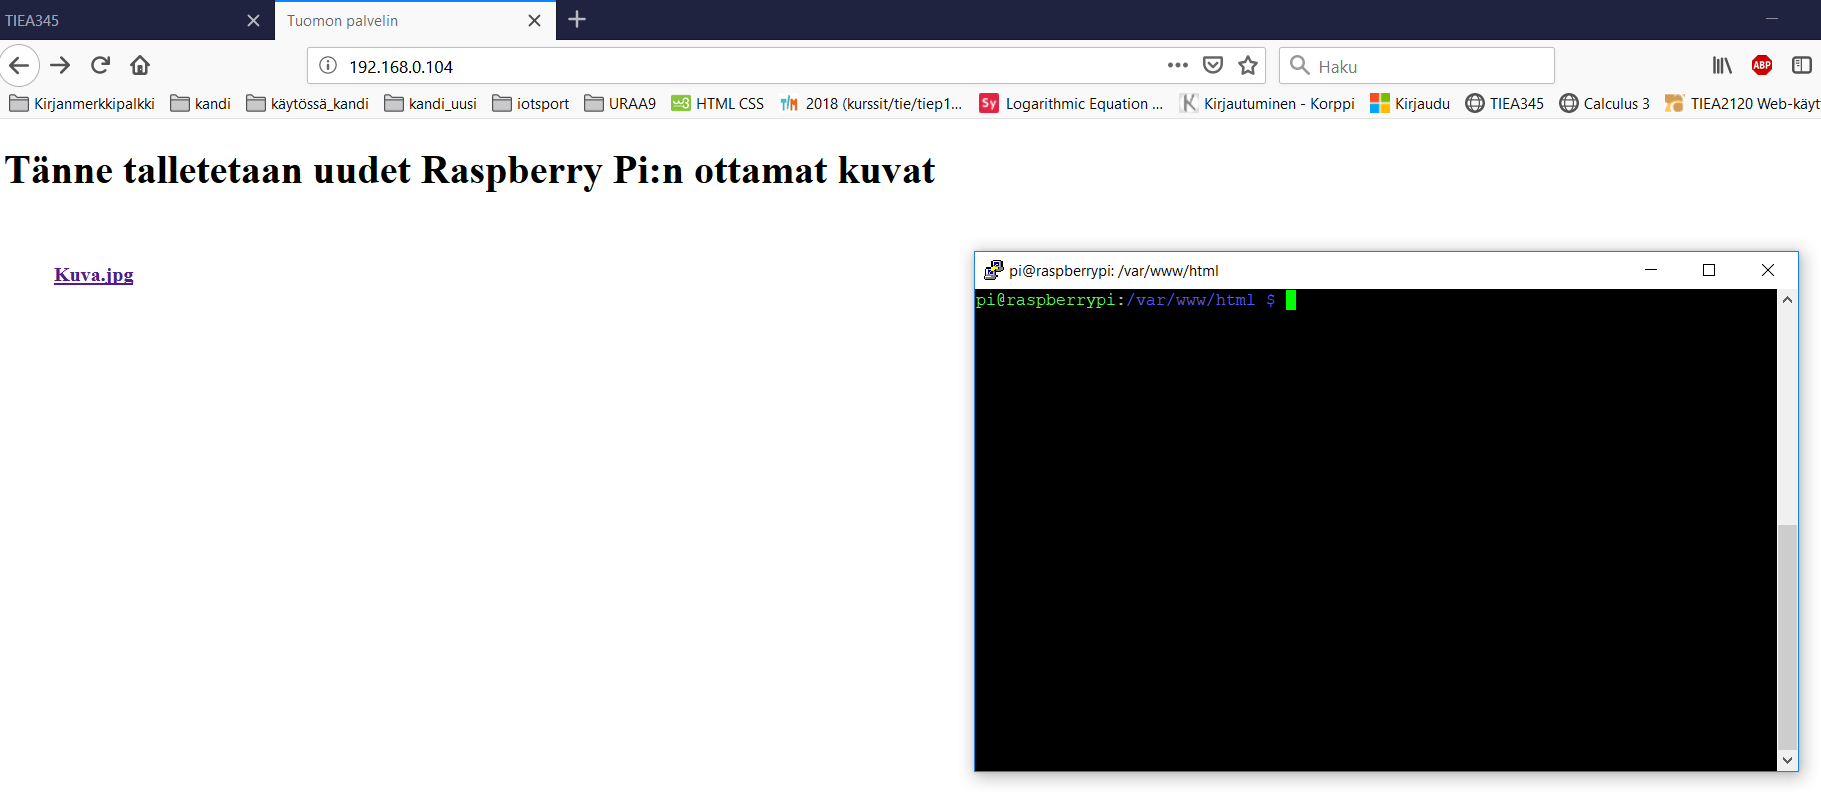 TIEA345
Tuomon palvelin
192.168.0.104
Haku
ABP
Kirjanmerkkipalkki kandi käytössä_kandi kandi_uusi iotsport URAA9 w3 HTML CSS TIM 2018 (kurssit/tie/tiep1... Sy Logarithmic Equation ... K Kirjautuminen - Korppi Kirjaudu TIEA345 Calculus 3 TIEA2120 Web-käyt
Tänne talletetaan uudet Raspberry Pi:n ottamat kuvat
Kuva.jpg
pi@raspberrypi: /var/www/html
pi@raspberrypi:/var/www/html $